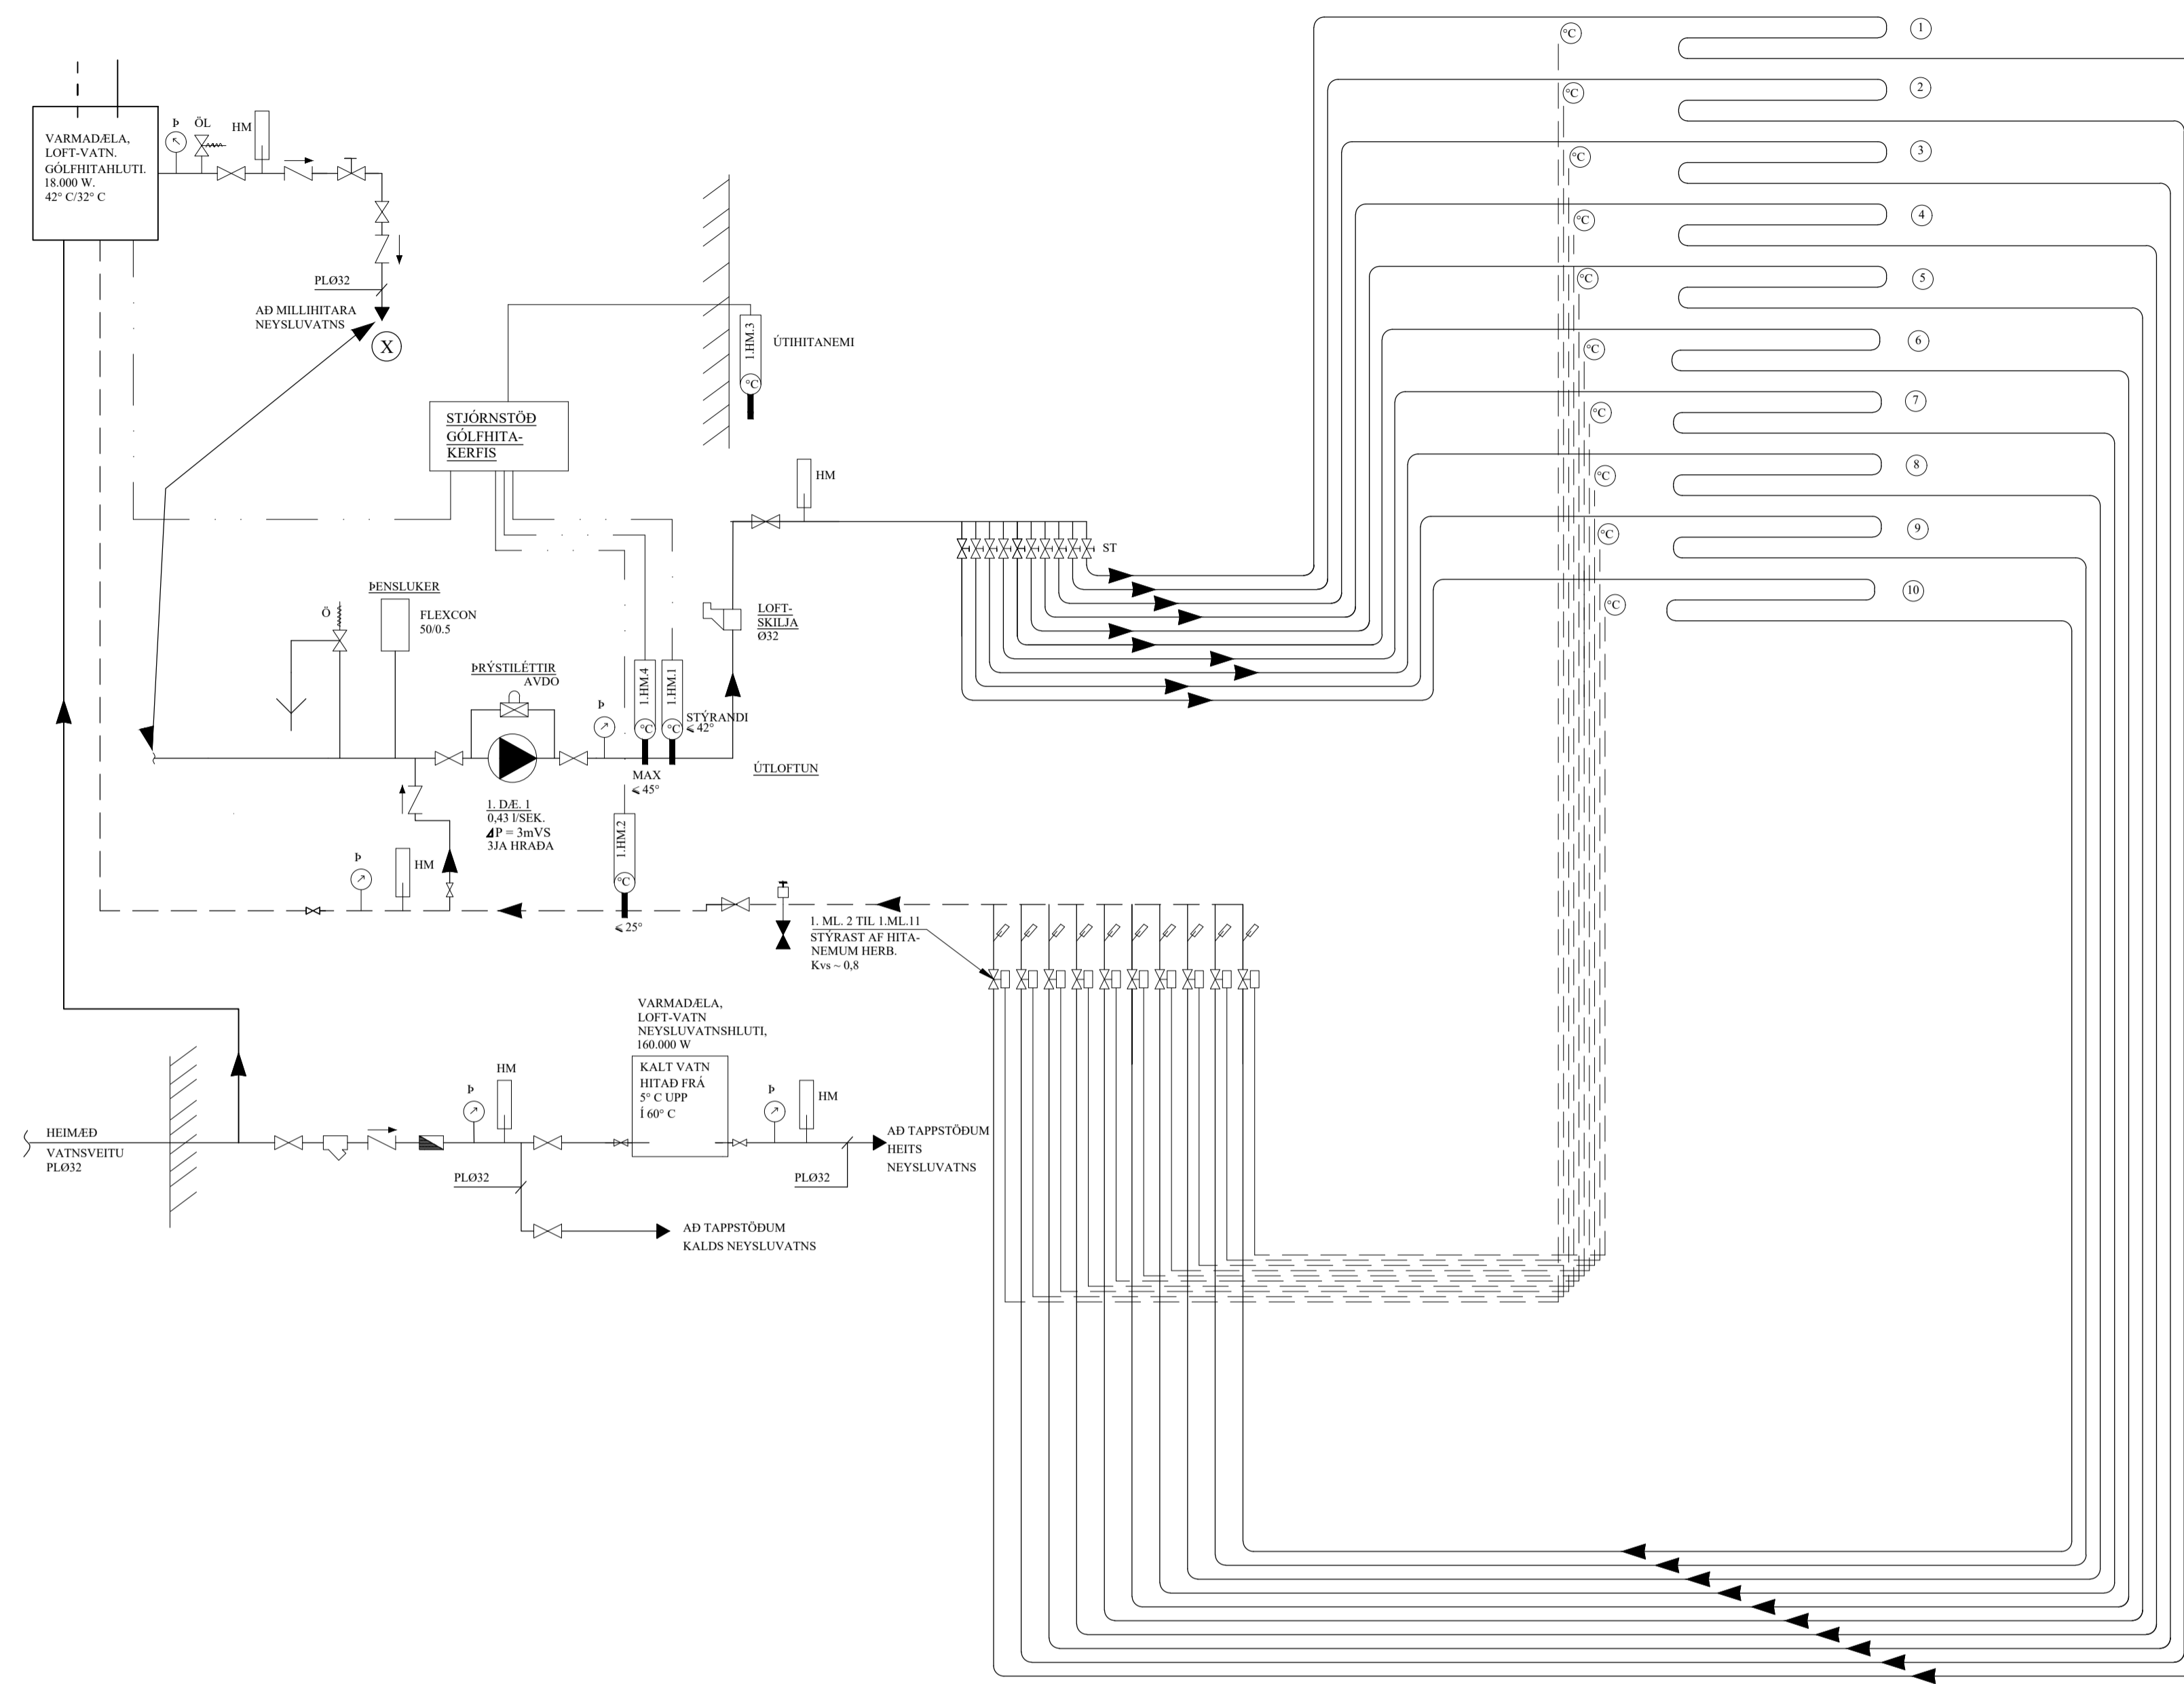 VARMADÆLA,
LOFT-VATN.
GÓLFHITAHLUTI.
18.000 W.
42° C/32° C
Þ
ÖL
HM
PLØ32
AÐ MILLIHITARA
NEYSLUVATNS
X
1.HM.3
°C
ÚTIHITANEMI
STJÓRNSTÖÐ
GÓLFHITA-
KERFIS
HM
ST
Ö
ÞENSLUKER
FLEXCON
50/0.5
ÞRÝSTILÉTTIR
AVDO
Þ
1.HM.4
°C
1.HM.1
°C
STÝRANDI
⩽ 42°
MAX
⩽ 45°
LOFT-
SKILJA
Ø32
ÚTLOFTUN
1. DÆ. 1
0,43 l/SEK.
⊿P = 3mVS
3JA HRAÐA
Þ
HM
1.HM.2
°C
⩽ 25°
1. ML. 2 TIL 1.ML.11
STÝRAST AF HITA-
NEMUM HERB.
Kvs ~ 0,8
VARMADÆLA,
LOFT-VATN
NEYSLUVATNSHLUTI,
160.000 W
KALT VATN
HITAÐ FRÁ
5° C UPP
Í 60° C
HEIMÆÐ
VATNSVEITU
PLØ32
Þ
HM
PLØ32
Þ
HM
PLØ32
AÐ TAPPSTÖÐUM
HEITS
NEYSLUVATNS
AÐ TAPPSTÖÐUM
KALDS NEYSLUVATNS
°C
1
°C
2
°C
3
°C
4
°C
5
°C
6
°C
7
°C
8
°C
9
°C
10